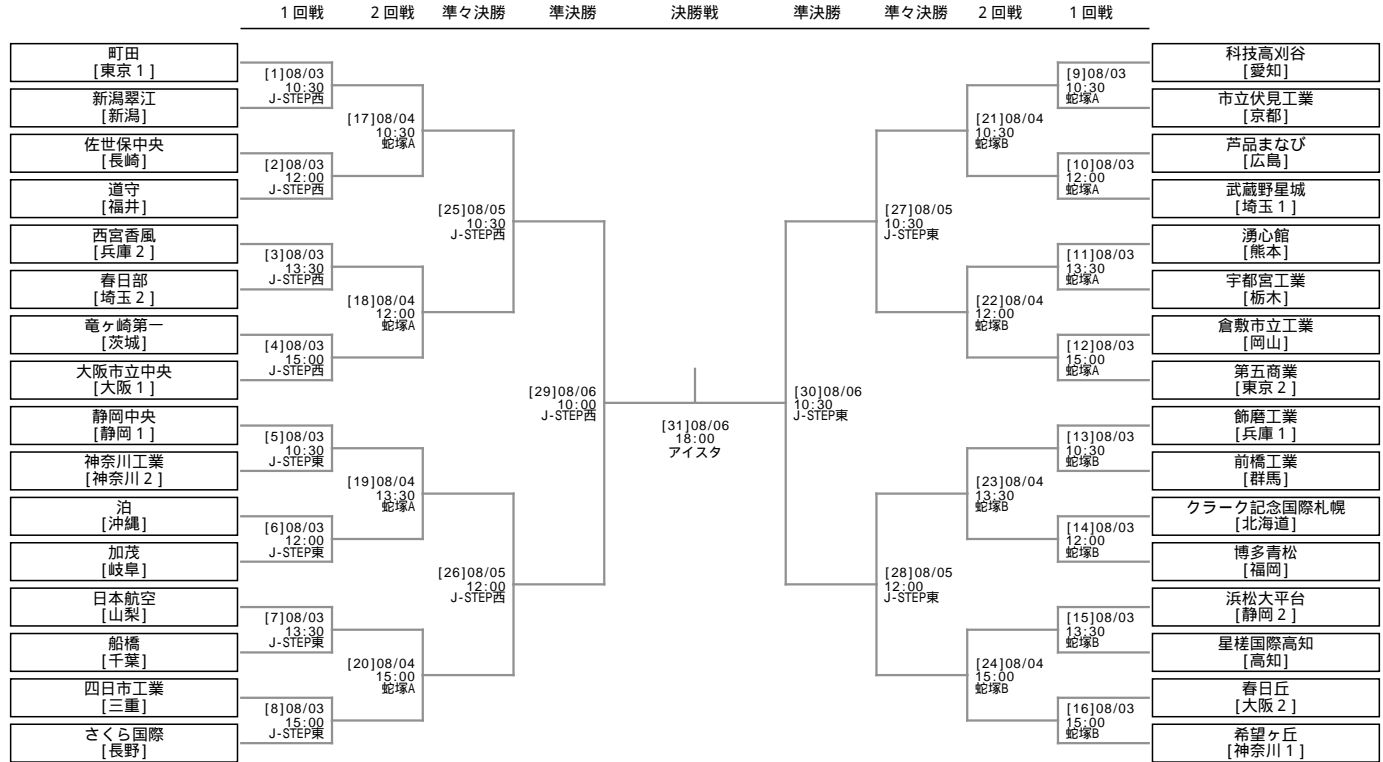 1回戦 2回戦 準々決勝 準決勝 決勝戦 準決勝 準々決勝 2回戦 1回戦
町田
[東京1]
新潟翠江
[新潟]
佐世保中央
[長崎]
道守
[福井]
西宮香風
[兵庫2]
春日部
[埼玉2]
竜ヶ崎第一
[茨城]
大阪市立中央
[大阪1]
静岡中央
[静岡1]
神奈川工業
[神奈川2]
泊
[沖縄]
加茂
[岐阜]
日本航空
[山梨]
船橋
[千葉]
四日市工業
[三重]
さくら国際
[長野]
[1]08/03
10:30
J-STEP西
[2]08/03
12:00
J-STEP西
[3]08/03
13:30
J-STEP西
[4]08/03
15:00
J-STEP西
[5]08/03
10:30
J-STEP東
[6]08/03
12:00
J-STEP東
[7]08/03
13:30
J-STEP東
[8]08/03
15:00
J-STEP東
[17]08/04
10:30
蛇塚A
[18]08/04
12:00
蛇塚A
[19]08/04
13:30
蛇塚A
[20]08/04
15:00
蛇塚A
[25]08/05
10:30
J-STEP西
[26]08/05
12:00
J-STEP西
[29]08/06
10:00
J-STEP西
[31]08/06
18:00
アイスタ
[30]08/06
10:30
J-STEP東
[27]08/05
10:30
J-STEP東
[28]08/05
12:00
J-STEP東
[21]08/04
10:30
蛇塚B
[22]08/04
12:00
蛇塚B
[23]08/04
13:30
蛇塚B
[24]08/04
15:00
蛇塚B
[9]08/03
10:30
蛇塚A
[10]08/03
12:00
蛇塚A
[11]08/03
13:30
蛇塚A
[12]08/03
15:00
蛇塚A
[13]08/03
10:30
蛇塚B
[14]08/03
12:00
蛇塚B
[15]08/03
13:30
蛇塚B
[16]08/03
15:00
蛇塚B
科技高刈谷
[愛知]
市立伏見工業
[京都]
芦品まなび
[広島]
武蔵野星城
[埼玉1]
湧心館
[熊本]
宇都宮工業
[栃木]
倉敷市立工業
[岡山]
第五商業
[東京2]
飾磨工業
[兵庫1]
前橋工業
[群馬]
クラーク記念国際札幌
[北海道]
博多青松
[福岡]
浜松大平台
[静岡2]
星槎国際高知
[高知]
春日丘
[大阪2]
希望ヶ丘
[神奈川1]